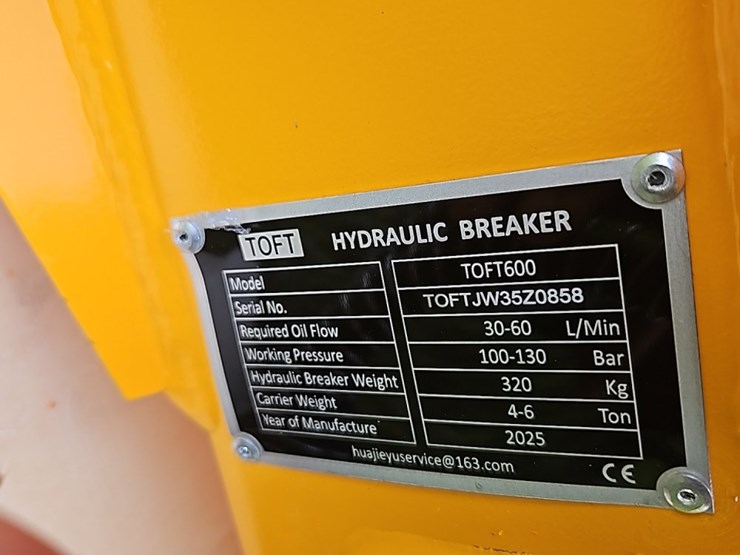 TOFT HYDRAULIC BREAKER
Model TOFT600
Serial No. TOFTJW35Z0858
Required Oil Flow 30-60 L/Min
Working Pressure 100-130 Bar
Hydraulic Breaker Weight 320 Kg
Carrier Weight 4-6 Ton
Year of Manufacture 2025
huajieyuservice@163.com CE